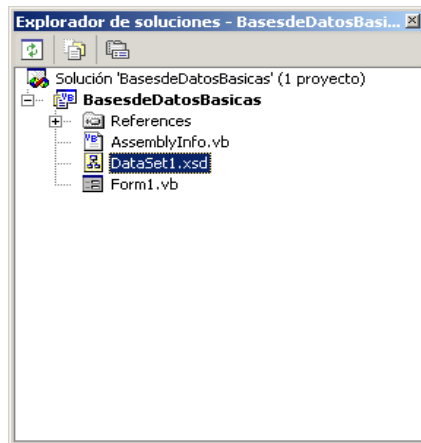 Explorador de soluciones - BasesdeDatosBasi...
Solución 'BasesdeDatosBasicas' (1 proyecto)
BasesdeDatosBasicas
References
AssemblyInfo.vb
DataSet1.xsd
Form1.vb